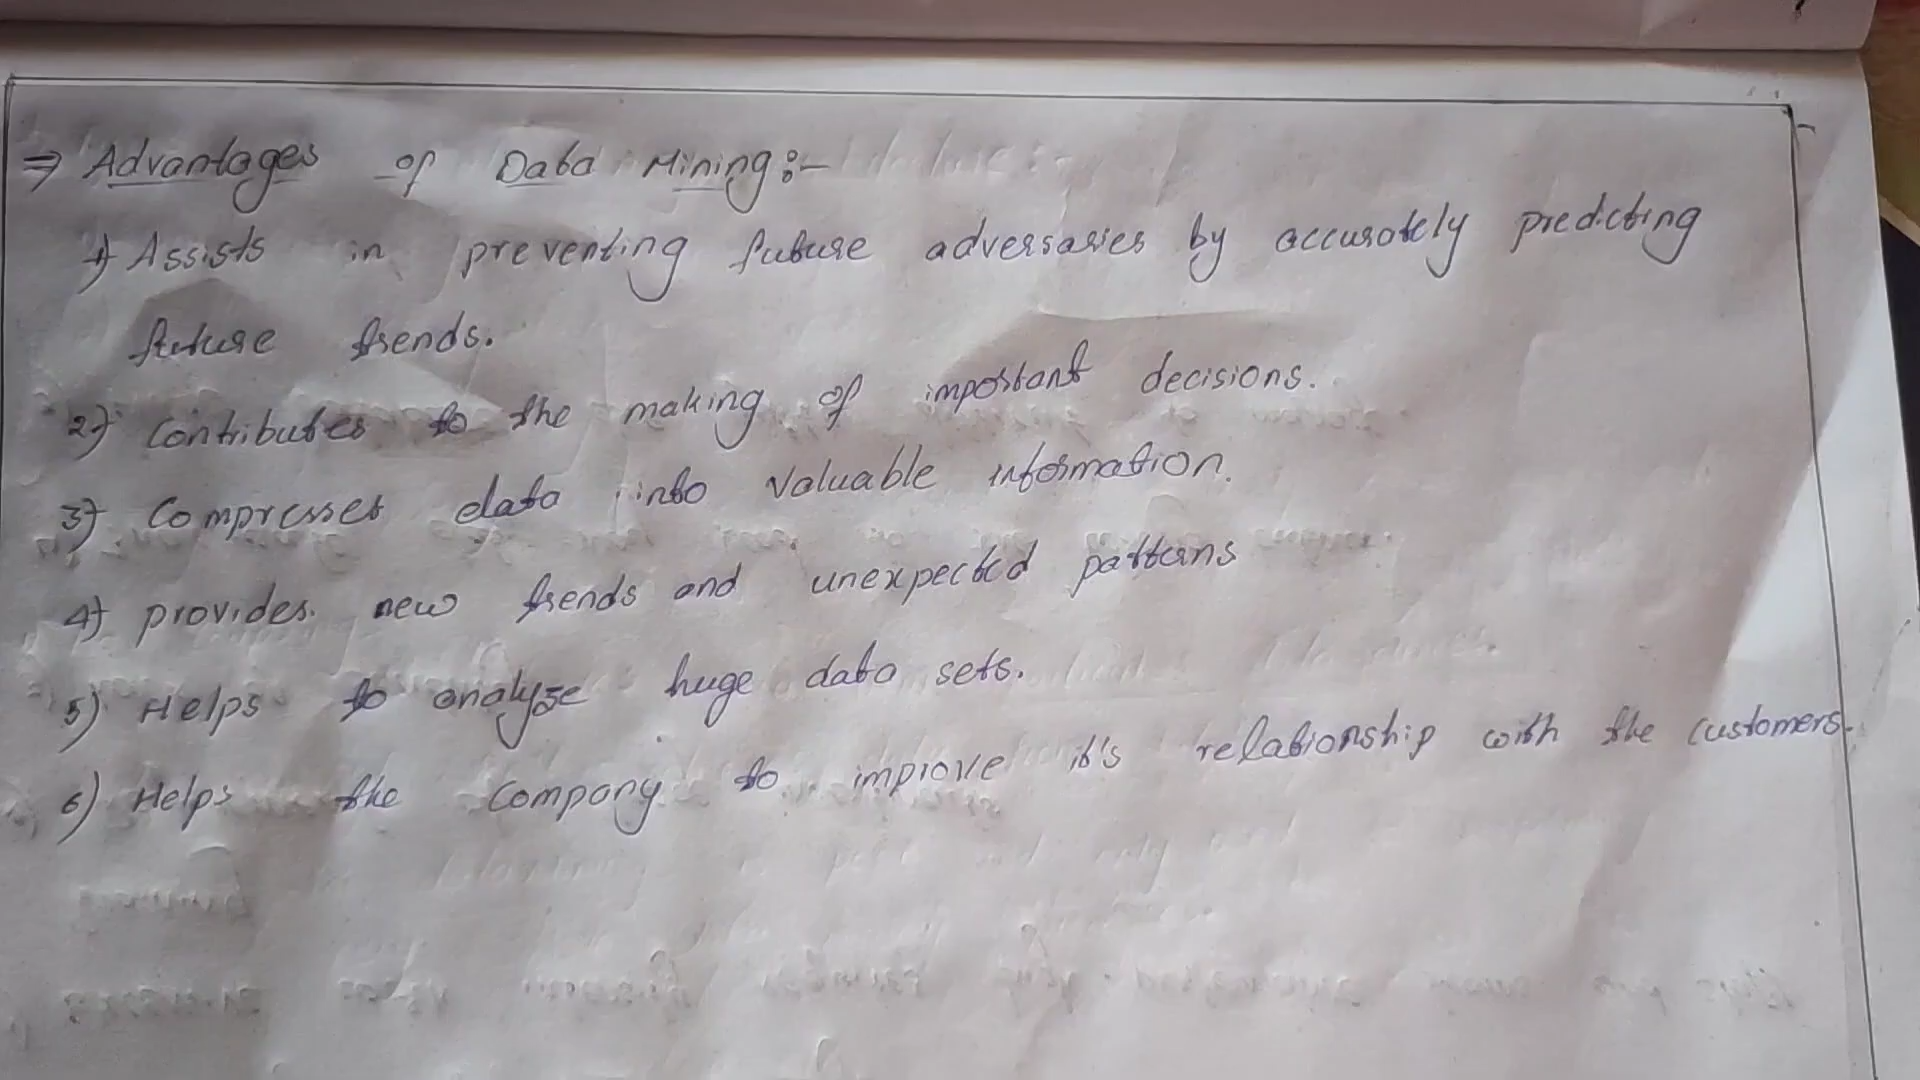 ⇒ Advantages of Data Mining:-
1) Assists in preventing future adversaries by accurately predicting
future trends.
2) Contributes to the making of important decisions.
3) Compresses data into valuable information.
4) provides new trends and unexpected patterns
5) Helps to analyze huge data sets.
6) Helps the company to improve it's relationship with the customers.